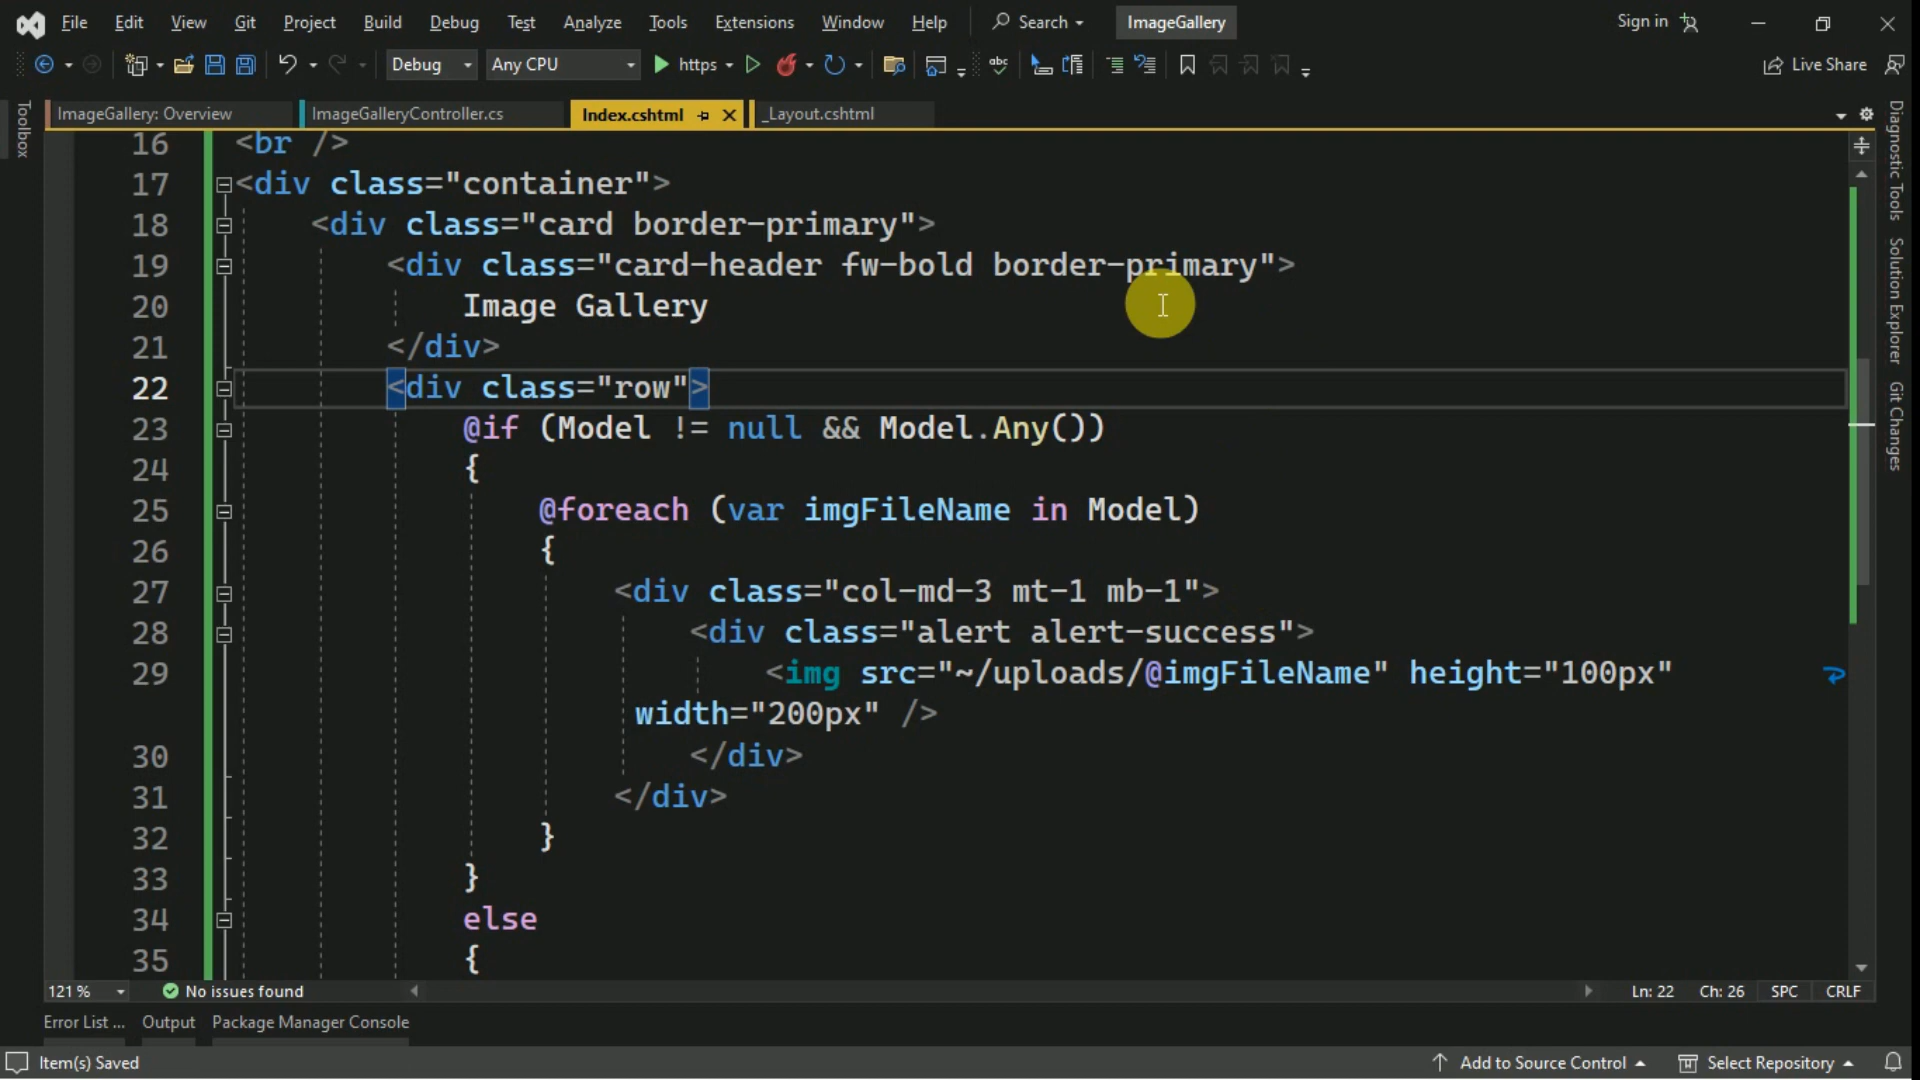 File Edit View Git Project Build Debug Test Analyze Tools Extensions Window Help Search ImageGallery Sign in
Debug Any CPU https Live Share
Toolbox
ImageGallery: Overview ImageGalleryController.cs Index.cshtml _Layout.cshtml
16 <br />
17 <div class="container">
18 <div class="card border-primary">
19 <div class="card-header fw-bold border-primary">
20 Image Gallery
21 </div>
22 <div class="row">
23 @if (Model != null && Model.Any())
24 {
25 @foreach (var imgFileName in Model)
26 {
27 <div class="col-md-3 mt-1 mb-1">
28 <div class="alert alert-success">
29 <img src="~/uploads/@imgFileName" height="100px"
width="200px" />
30 </div>
31 </div>
32 }
33 }
34 else
35 {
Diagnostic Tools
Solution Explorer
Git Changes
121 % No issues found Ln: 22 Ch: 26 SPC CRLF
Error List ... Output Package Manager Console
Item(s) Saved Add to Source Control Select Repository